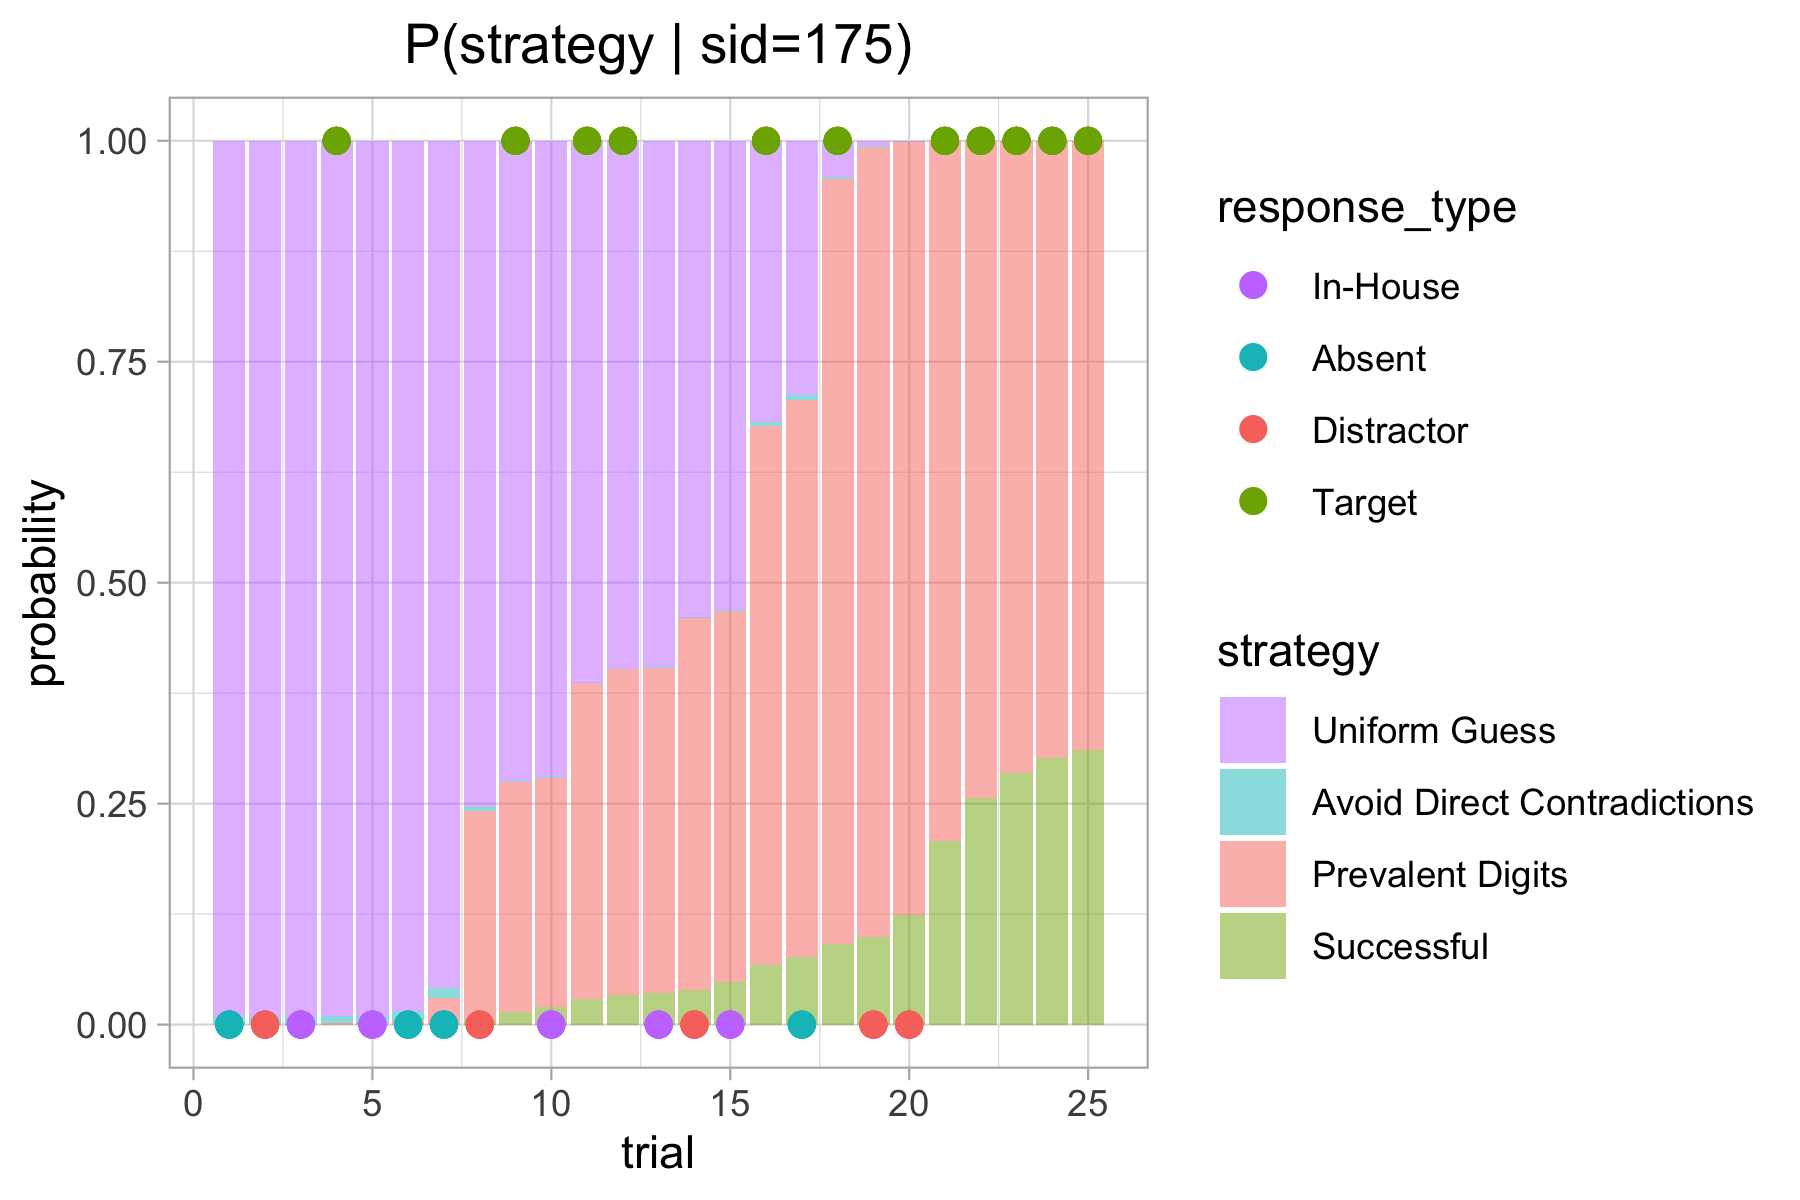 P(strategy | sid=175)
1.00
0.75
0.50
0.25
0.00
probability
0 5 10 15 20 25
trial
response_type
In-House
Absent
Distractor
Target
strategy
Uniform Guess
Avoid Direct Contradictions
Prevalent Digits
Successful